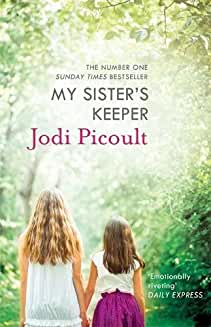 THE NUMBER ONE
SUNDAY TIMES BESTSELLER
MY SISTER'S
KEEPER
Jodi Picoult
'Emotionally
riveting'
DAILY EXPRESS